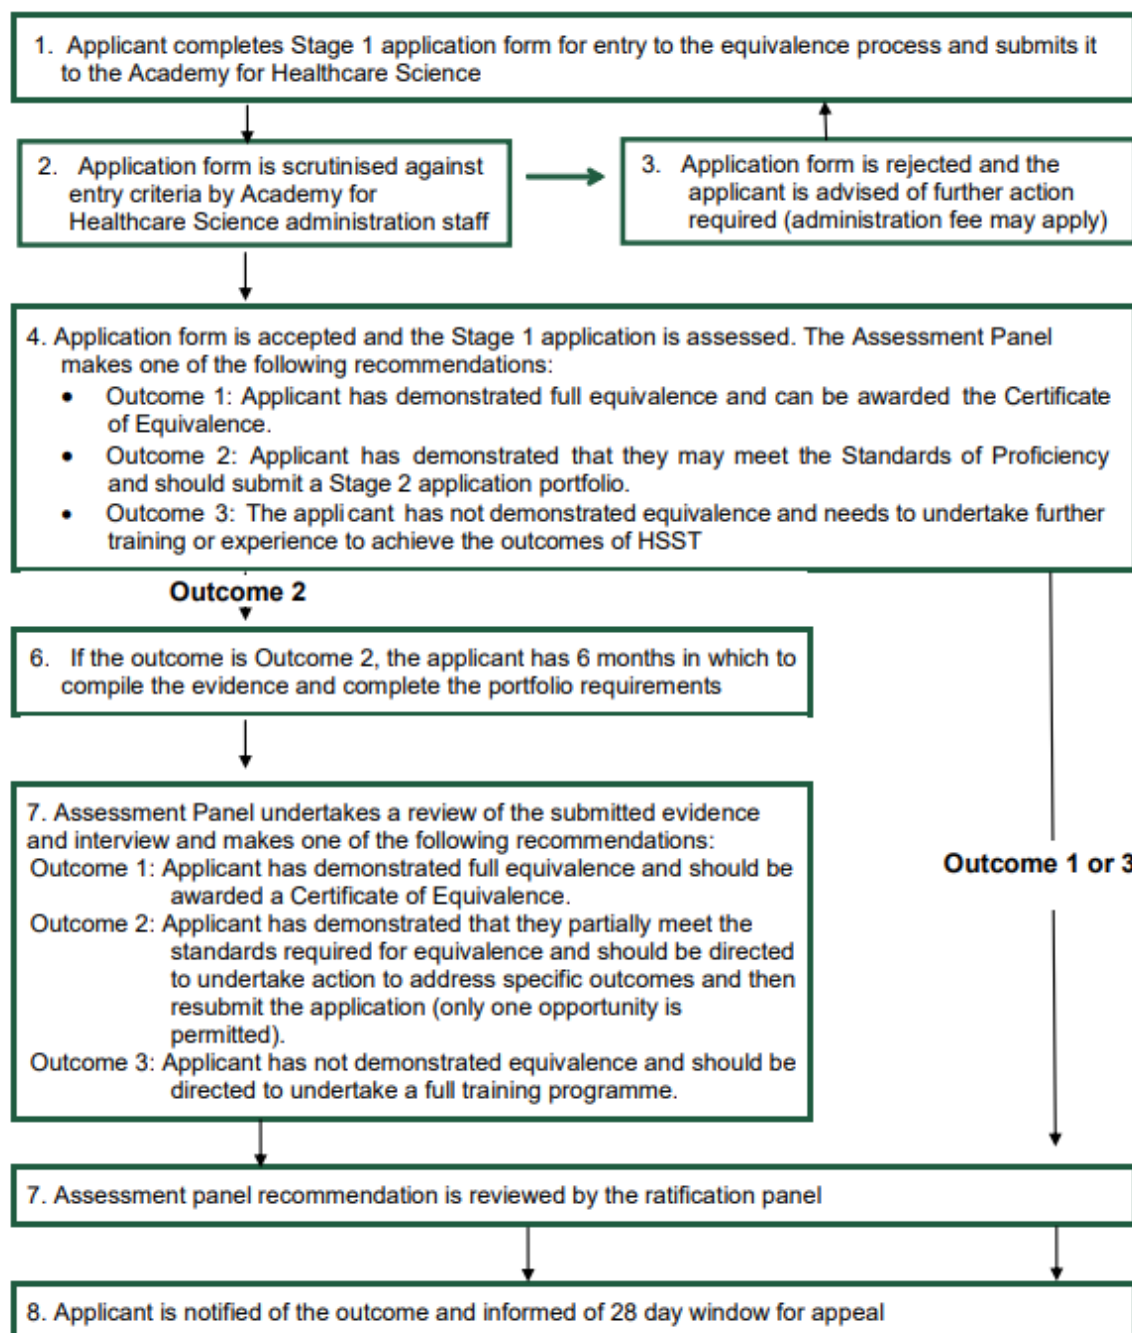 1. Applicant completes Stage 1 application form for entry to the equivalence process and submits it
to the Academy for Healthcare Science
2. Application form is scrutinised against
entry criteria by Academy for
Healthcare Science administration staff
3. Application form is rejected and the
applicant is advised of further action
required (administration fee may apply)
4. Application form is accepted and the Stage 1 application is assessed. The Assessment Panel
makes one of the following recommendations:
• Outcome 1: Applicant has demonstrated full equivalence and can be awarded the Certificate
of Equivalence.
• Outcome 2: Applicant has demonstrated that they may meet the Standards of Proficiency
and should submit a Stage 2 application portfolio.
• Outcome 3: The applicant has not demonstrated equivalence and needs to undertake further
training or experience to achieve the outcomes of HSST
Outcome 2
6. If the outcome is Outcome 2, the applicant has 6 months in which to
compile the evidence and complete the portfolio requirements
7. Assessment Panel undertakes a review of the submitted evidence
and interview and makes one of the following recommendations:
Outcome 1: Applicant has demonstrated full equivalence and should be
awarded a Certificate of Equivalence.
Outcome 2: Applicant has demonstrated that they partially meet the
standards required for equivalence and should be directed
to undertake action to address specific outcomes and then
resubmit the application (only one opportunity is
permitted).
Outcome 3: Applicant has not demonstrated equivalence and should be
directed to undertake a full training programme.
Outcome 1 or 3
7. Assessment panel recommendation is reviewed by the ratification panel
8. Applicant is notified of the outcome and informed of 28 day window for appeal